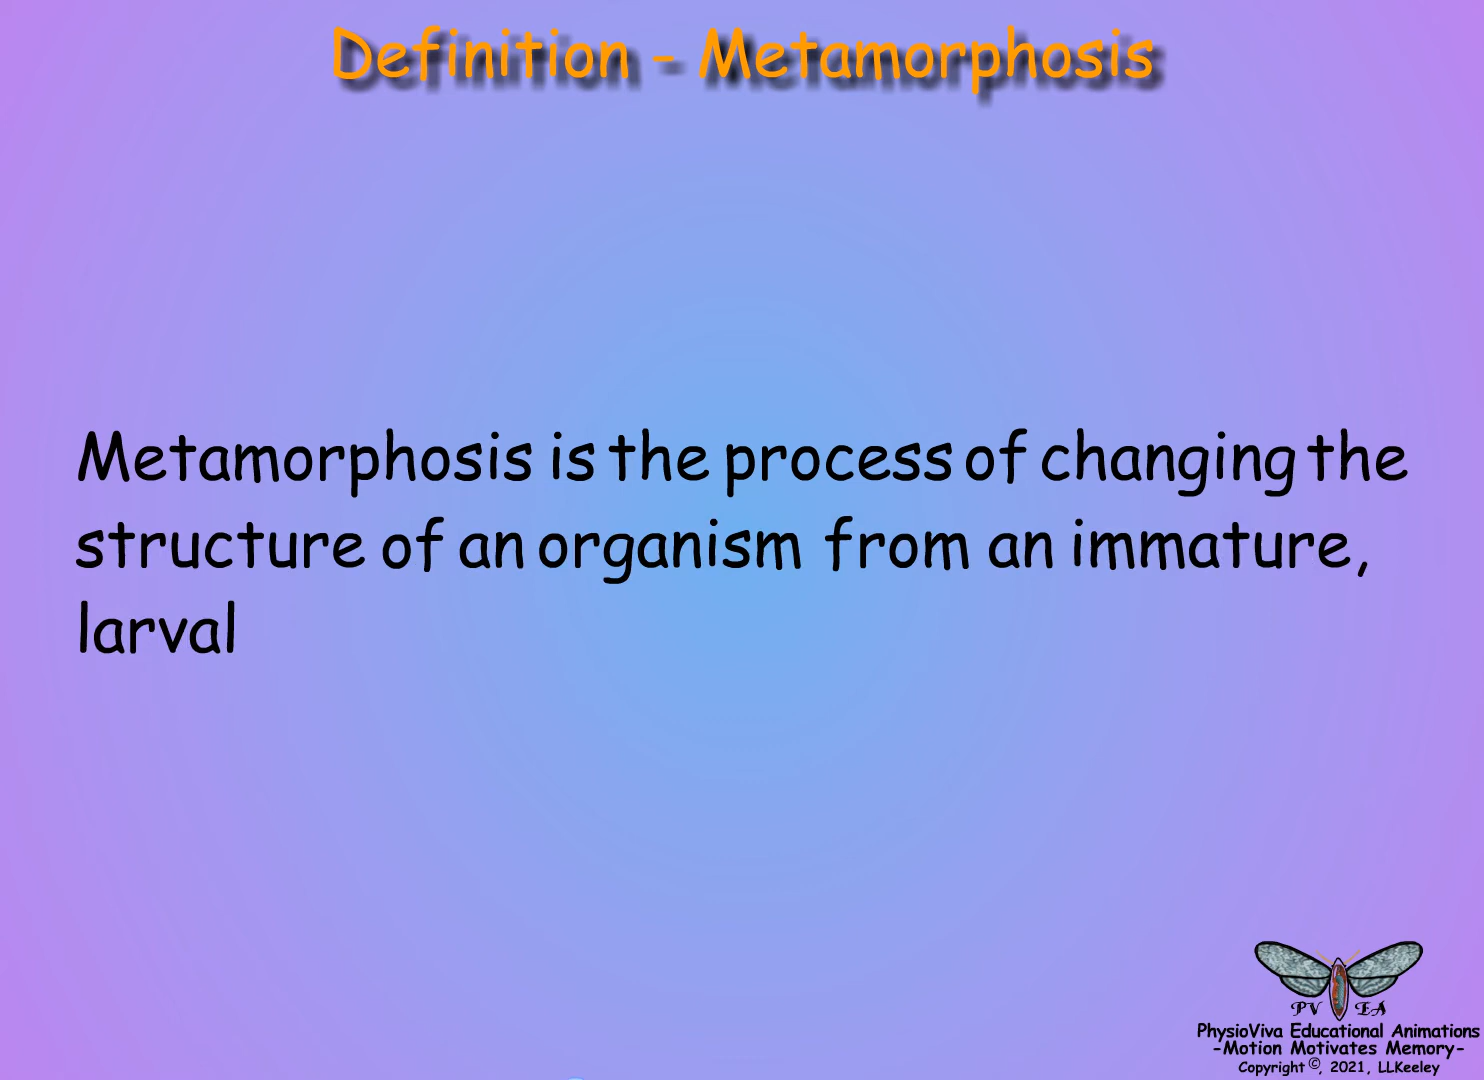 Definition - Metamorphosis
Metamorphosis is the process of changing the
structure of an organism from an immature,
larval
PV EA
PhysioViva Educational Animations
-Motion Motivates Memory-
Copyright ©, 2021, LLKeeley